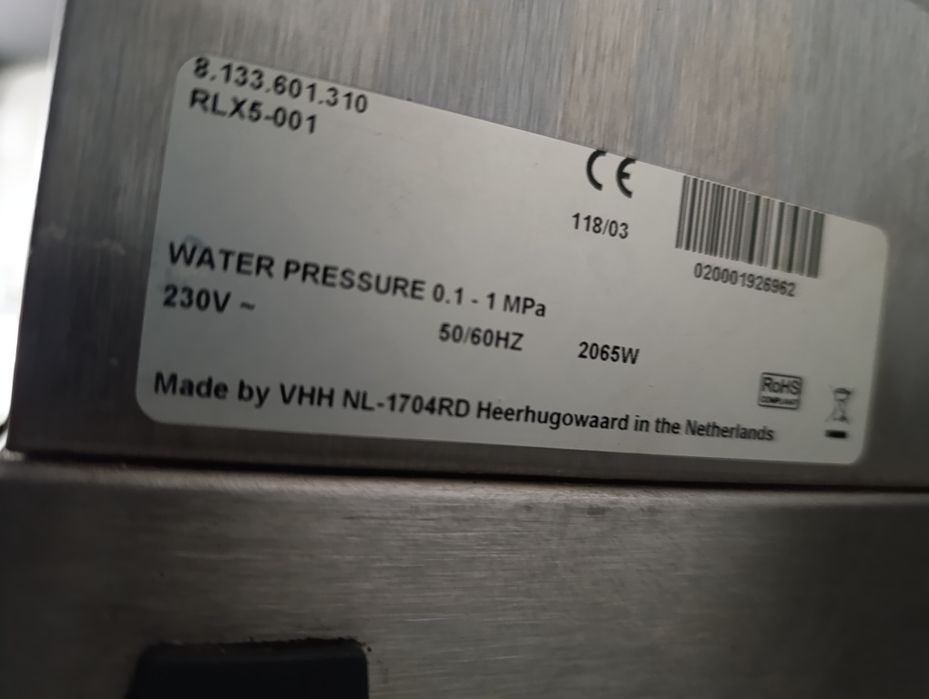 8.133.601.310
RLX5-001
CE
118/03
020001926962
WATER PRESSURE 0.1 - 1 MPa
230V ~ 50/60HZ 2065W
RoHS
COMPLIANT
Made by VHH NL-1704RD Heerhugowaard in the Netherlands